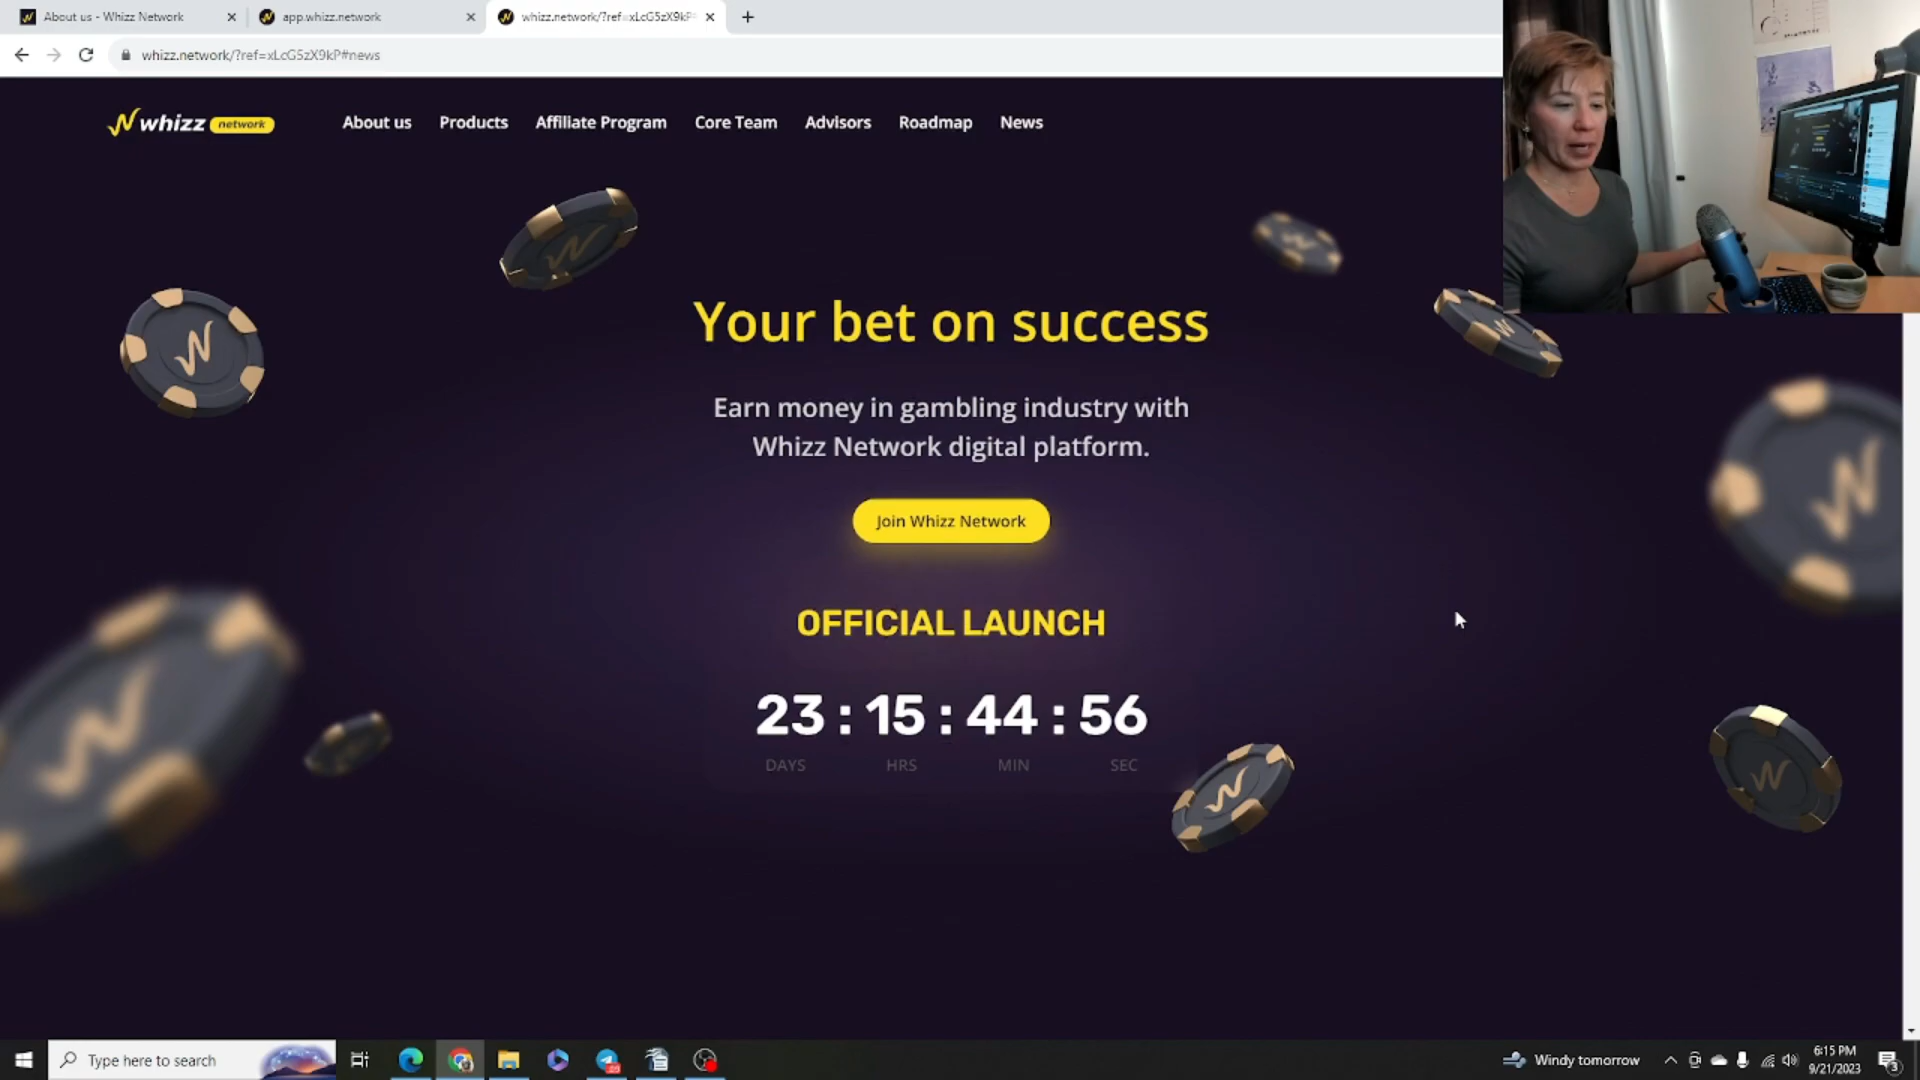 About us - Whizz Network
app.whizz.network
whizz.network/?ref=xLcG5zX9kP
whizz.network/?ref=xLcG5zX9kP#news
whizz network
About us
Products
Affiliate Program
Core Team
Advisors
Roadmap
News
Your bet on success
Earn money in gambling industry with
Whizz Network digital platform.
Join Whizz Network
OFFICIAL LAUNCH
23 : 15 : 44 : 56
DAYS HRS MIN SEC
Type here to search
Windy tomorrow
6:15 PM
9/21/2023
3